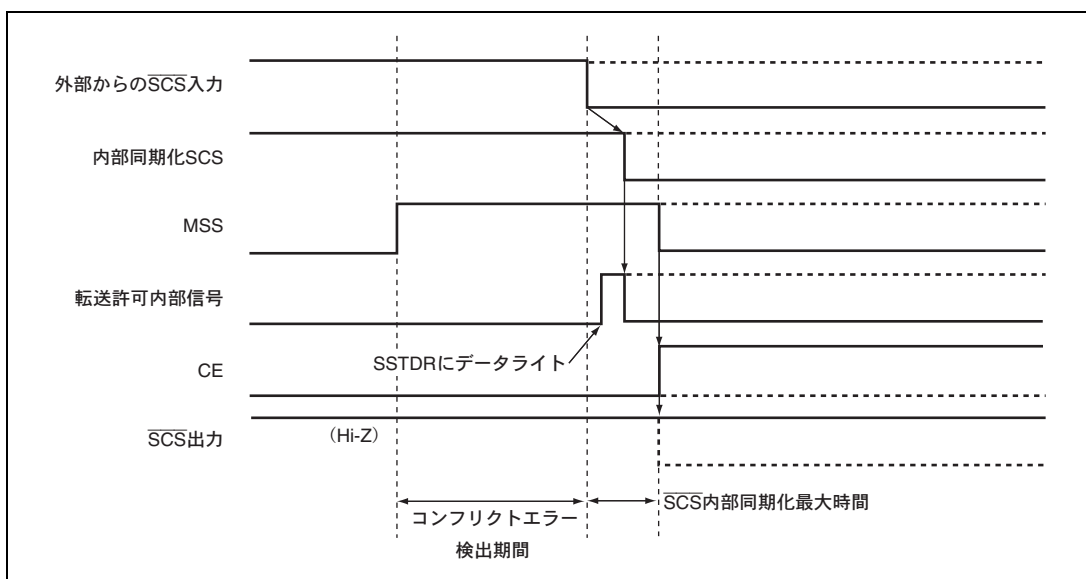 外部からのSCS入力
内部同期化SCS
MSS
転送許可内部信号
SSTDRにデータライト
CE
SCS出力
（Hi-Z）
コンフリクトエラー
検出期間
SCS内部同期化最大時間